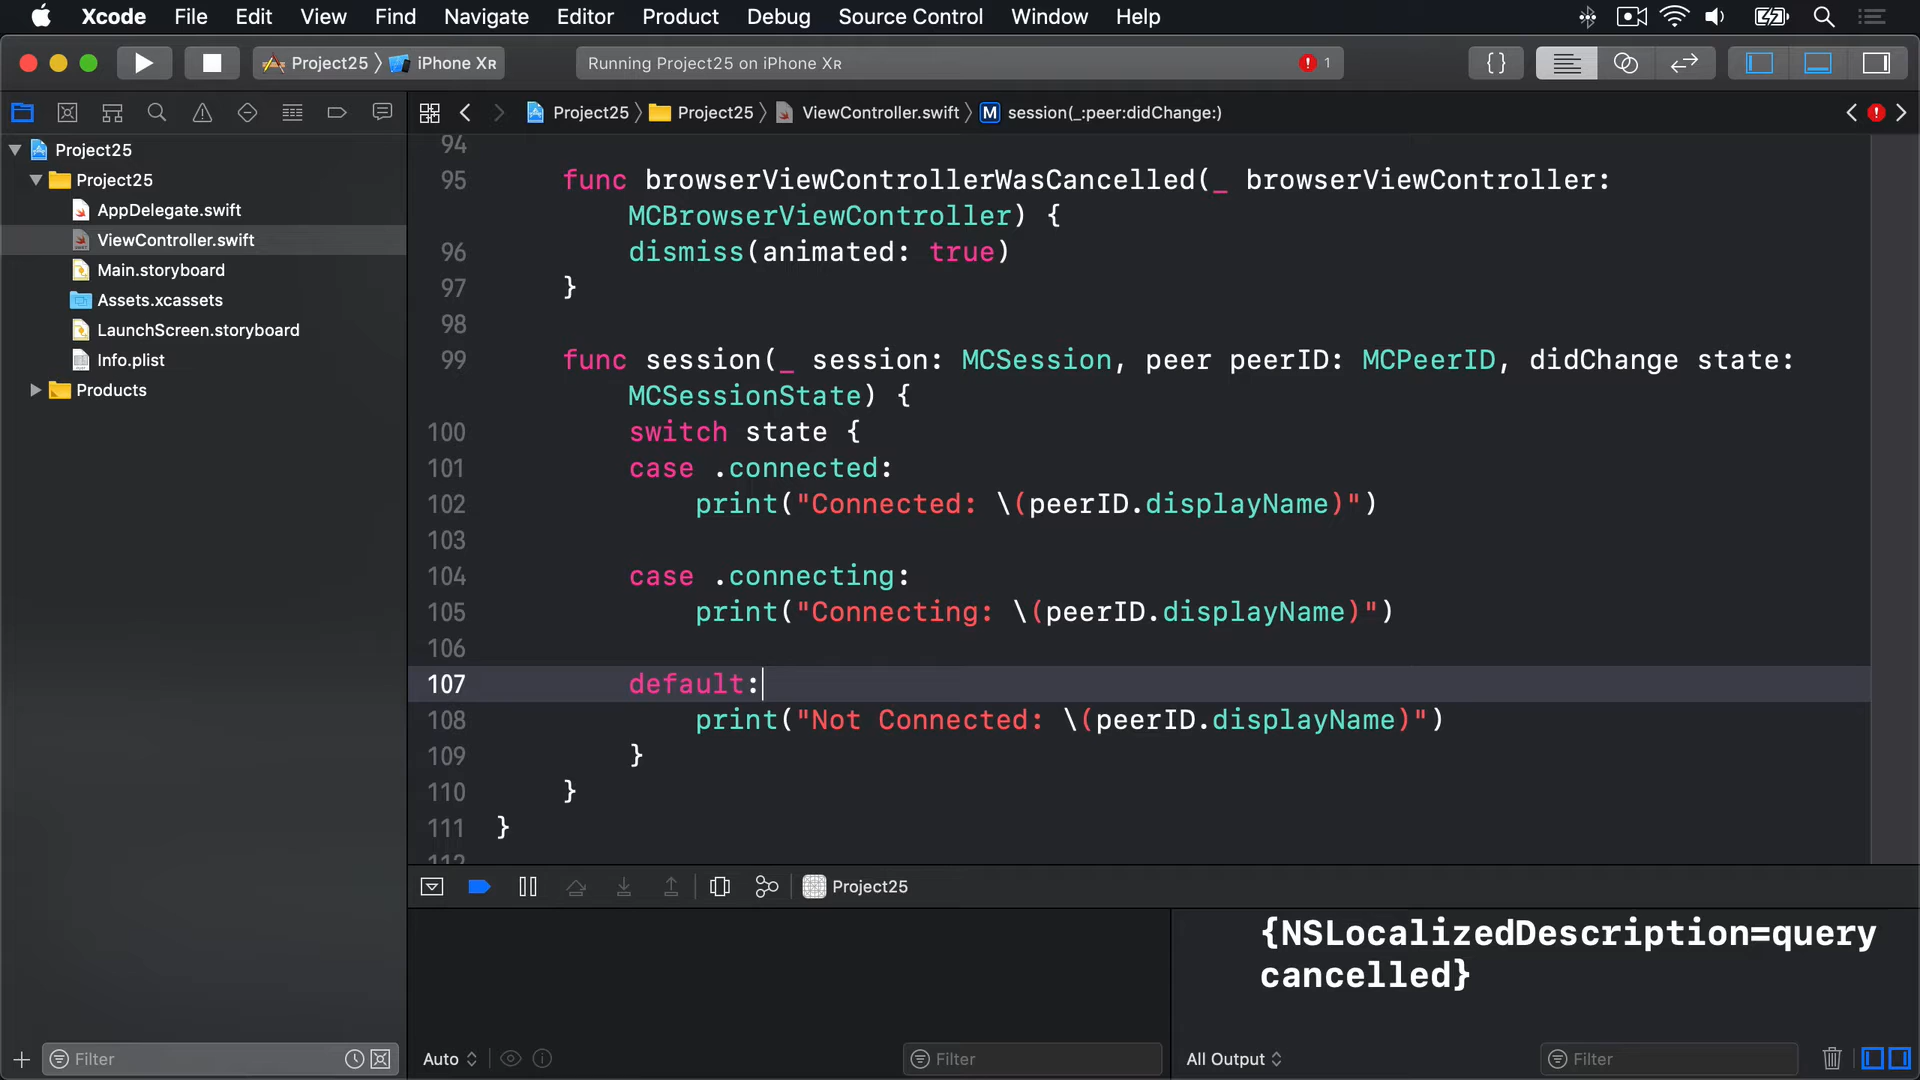 Xcode File Edit View Find Navigate Editor Product Debug Source Control Window Help
Project25 iPhone XR Running Project25 on iPhone XR 1 {}
Project25 Project25 ViewController.swift M session(_:peer:didChange:)
Project25
Project25
AppDelegate.swift
ViewController.swift
Main.storyboard
Assets.xcassets
LaunchScreen.storyboard
Info.plist
Products
94
95 func browserViewControllerWasCancelled(_ browserViewController:
MCBrowserViewController) {
96 dismiss(animated: true)
97 }
98
99 func session(_ session: MCSession, peer peerID: MCPeerID, didChange state:
MCSessionState) {
100 switch state {
101 case .connected:
102 print("Connected: \(peerID.displayName)")
103
104 case .connecting:
105 print("Connecting: \(peerID.displayName)")
106
107 default:
108 print("Not Connected: \(peerID.displayName)")
109 }
110 }
111 }
112
Project25
{NSLocalizedDescription=query
cancelled}
Filter Auto Filter All Output Filter